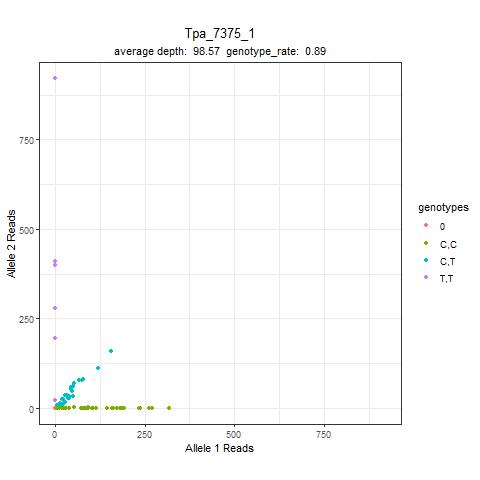 Tpa_7375_1
average depth: 98.57 genotype_rate: 0.89
750
500
250
0
Allele 2 Reads
0 250 500 750
Allele 1 Reads
genotypes
0
C,C
C,T
T,T